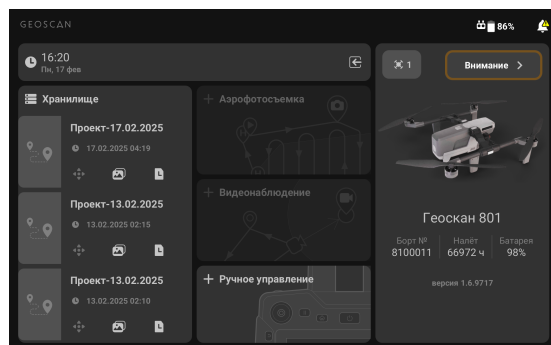 GEOSCAN
86%
16:20
Пн, 17 фев
1
Внимание
Хранилище
Проект-17.02.2025
17.02.2025 04:19
Проект-13.02.2025
13.02.2025 02:15
Проект-13.02.2025
13.02.2025 02:10
+ Аэрофотосъемка
+ Видеонаблюдение
+ Ручное управление
Геоскан 801
Борт №
8100011
Налёт
66972 ч
Батарея
98%
версия 1.6.9717